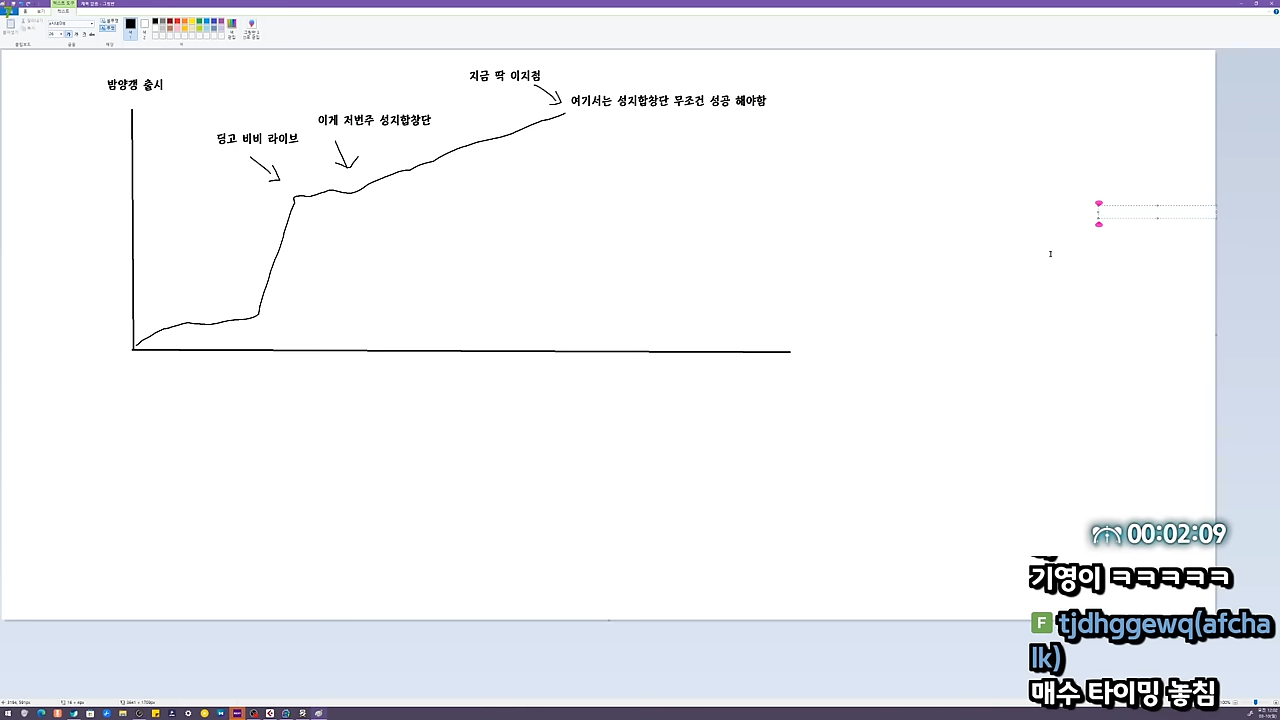 밤양갱 출시
지금 딱 이지점
여기서는 성지합창단 무조건 성공 해야함
이게 저번주 성지합창단
딩고 비비 라이브
00:02:09
기영이 ㅋㅋㅋㅋㅋ
F tjdhggewq(afcha
lk)
매수 타이밍 놓침